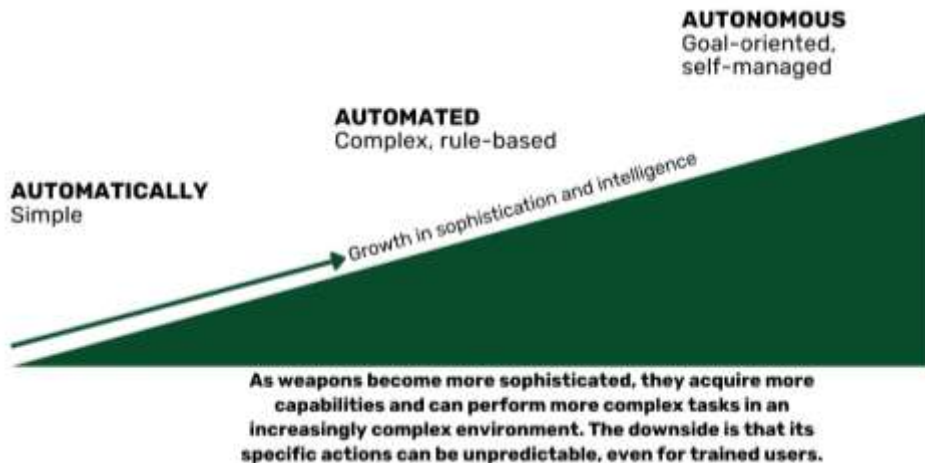 AUTONOMOUS
Goal-oriented,
self-managed
AUTOMATED
Complex, rule-based
AUTOMATICALLY
Simple
Growth in sophistication and intelligence
As weapons become more sophisticated, they acquire more
capabilities and can perform more complex tasks in an
increasingly complex environment. The downside is that its
specific actions can be unpredictable, even for trained users.